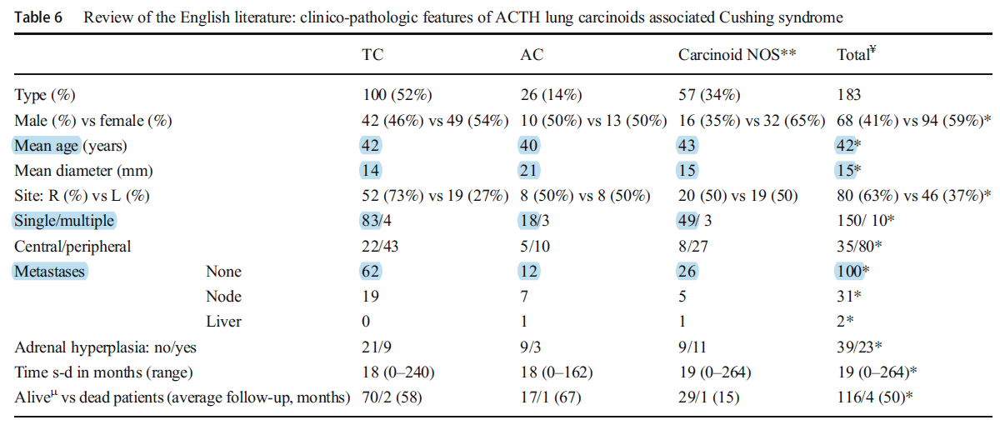 Table 6 Review of the English literature: clinico-pathologic features of ACTH lung carcinoids associated Cushing syndrome
TC AC Carcinoid NOS** Total¥
Type (%) 100 (52%) 26 (14%) 57 (34%) 183
Male (%) vs female (%) 42 (46%) vs 49 (54%) 10 (50%) vs 13 (50%) 16 (35%) vs 32 (65%) 68 (41%) vs 94 (59%)*
Mean age (years) 42 40 43 42*
Mean diameter (mm) 14 21 15 15*
Site: R (%) vs L (%) 52 (73%) vs 19 (27%) 8 (50%) vs 8 (50%) 20 (50) vs 19 (50) 80 (63%) vs 46 (37%)*
Single/multiple 83/4 18/3 49/ 3 150/ 10*
Central/peripheral 22/43 5/10 8/27 35/80*
Metastases None 62 12 26 100*
Node 19 7 5 31*
Liver 0 1 1 2*
Adrenal hyperplasia: no/yes 21/9 9/3 9/11 39/23*
Time s-d in months (range) 18 (0–240) 18 (0–162) 19 (0–264) 19 (0–264)*
Aliveµ vs dead patients (average follow-up, months) 70/2 (58) 17/1 (67) 29/1 (15) 116/4 (50)*